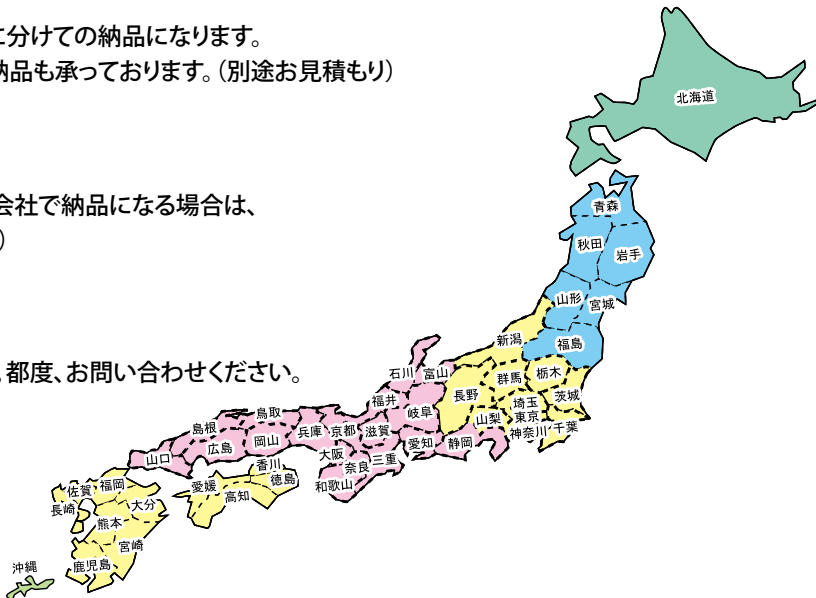 に分けての納品になります。
納品も承っております。（別途お見積もり）
会社で納品になる場合は、
）
都度、お問い合わせください。
北海道
青森
秋田
岩手
山形
宮城
福島
新潟
群馬
栃木
茨城
長野
埼玉
東京
山梨
神奈川
千葉
石川
富山
福井
岐阜
愛知
静岡
鳥取
島根
兵庫
京都
滋賀
岡山
広島
山口
大阪
奈良
三重
和歌山
香川
徳島
愛媛
高知
福岡
佐賀
長崎
大分
熊本
宮崎
鹿児島
沖縄